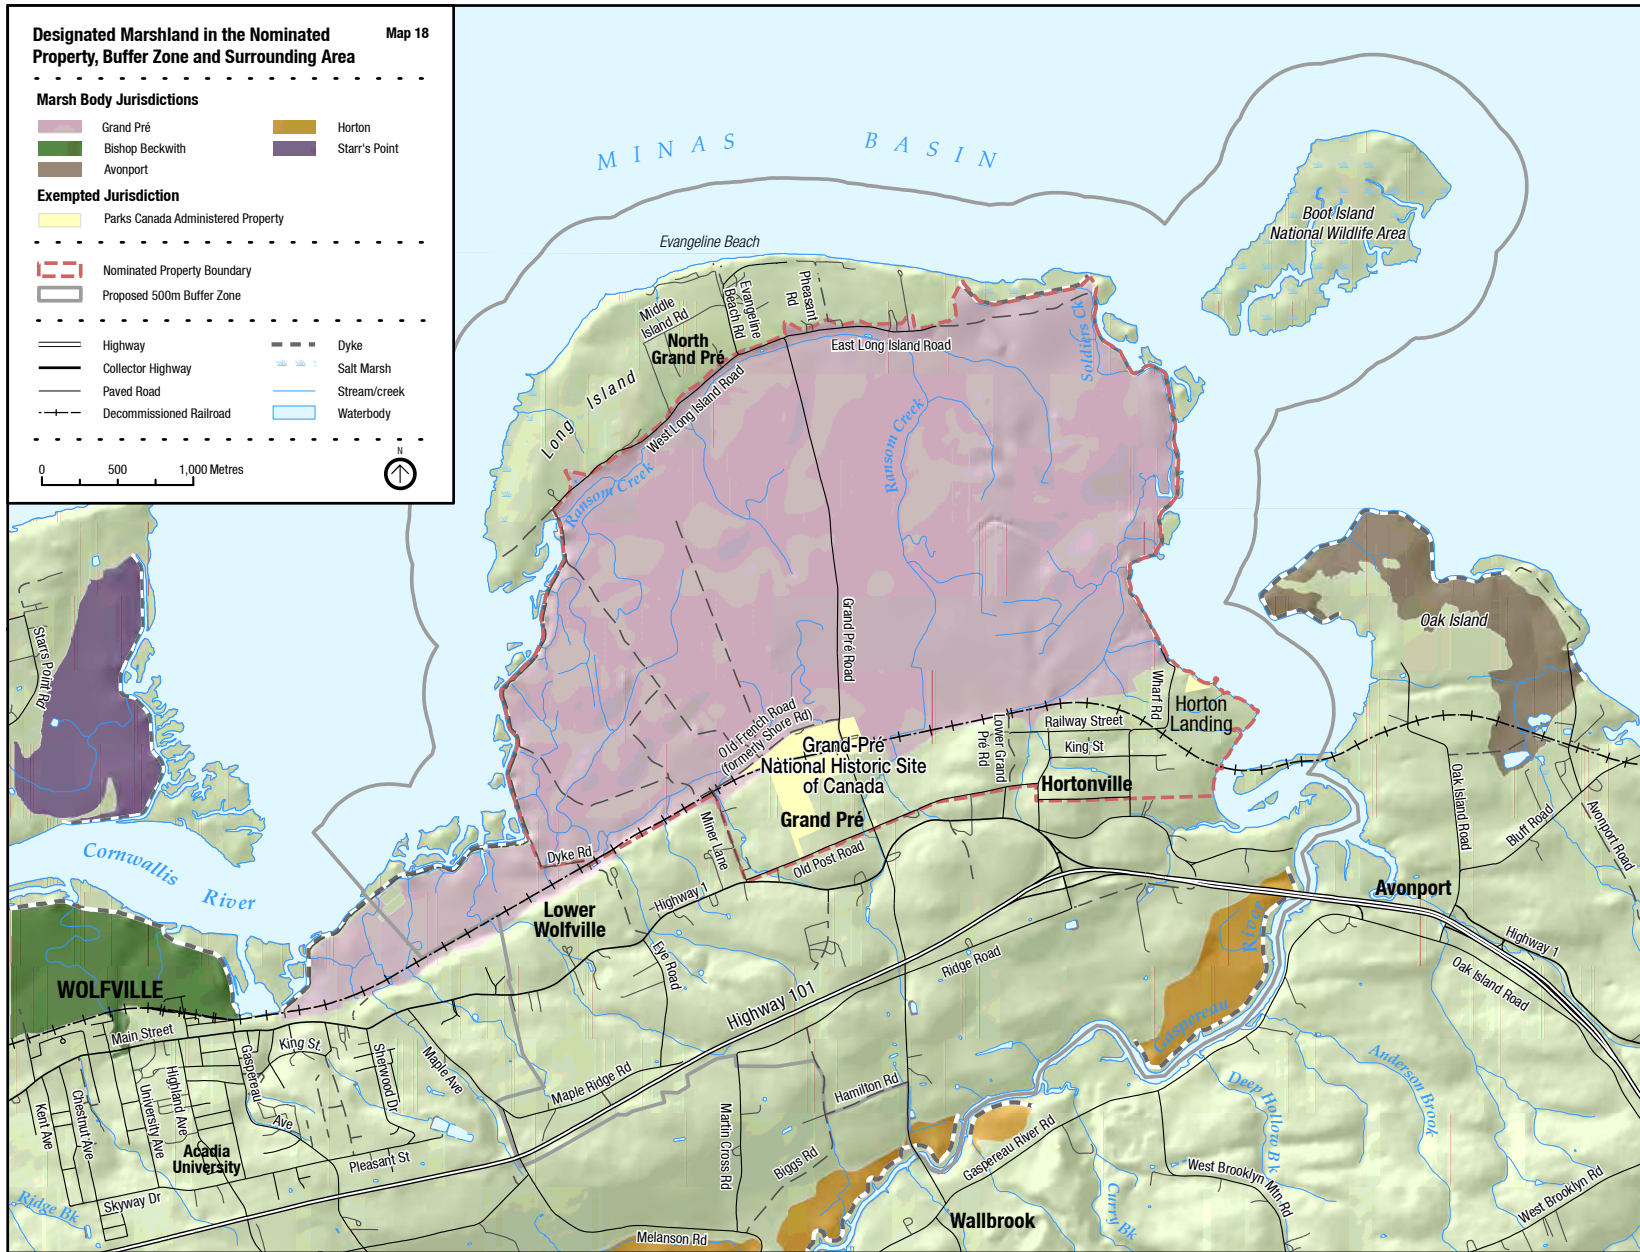 Designated Marshland in the Nominated
Property, Buffer Zone and Surrounding Area
Map 18
Marsh Body Jurisdictions
Grand Pré
Horton
Bishop Beckwith
Starr's Point
Avonport
Exempted Jurisdiction
Parks Canada Administered Property
Nominated Property Boundary
Proposed 500m Buffer Zone
Highway
Dyke
Collector Highway
Salt Marsh
Paved Road
Stream/creek
Decommissioned Railroad
Waterbody
0 500 1,000 Metres
N
MINAS BASIN
Boot Island
National Wildlife Area
Evangeline Beach
Middle
Island Rd
Evangeline
Beach Rd
Pheasant
Rd
North
Grand Pré
East Long Island Road
Soldiers Ck
Long Island
West Long Island Road
Ransom Creek
Ransom Creek
Grand Pré Road
Oak Island
Starrs Point Rd
Old French Road
(formerly Shore Rd)
Grand-Pré
National Historic Site
of Canada
Grand Pré
Lower Grand
Pré Rd
Railway Street
King St
Wharf Rd
Horton
Landing
Hortonville
Oak Island Road
Bluff Road
Avonport Road
Miner Lane
Old Post Road
Dyke Rd
Cornwallis
River
Lower
Wolfville
Highway 1
Avonport
Highway 1
Oak Island Road
Eye Road
Ridge Road
Highway 101
River
Gaspereau
WOLFVILLE
Main Street
King St
Gaspereau
Ave
Sherwood Dr
Maple Ave
Maple Ridge Rd
Hamilton Rd
Martin Cross Rd
Biggs Rd
Gaspereau River Rd
Deep Hollow Bk
Anderson Brook
Kent Ave
Chestnut Ave
University Ave
Highland Ave
Acadia
University
Pleasant St
Skyway Dr
Ridge Bk
Melanson Rd
Wallbrook
Curry Bk
West Brooklyn Mtn Rd
West Brooklyn Rd